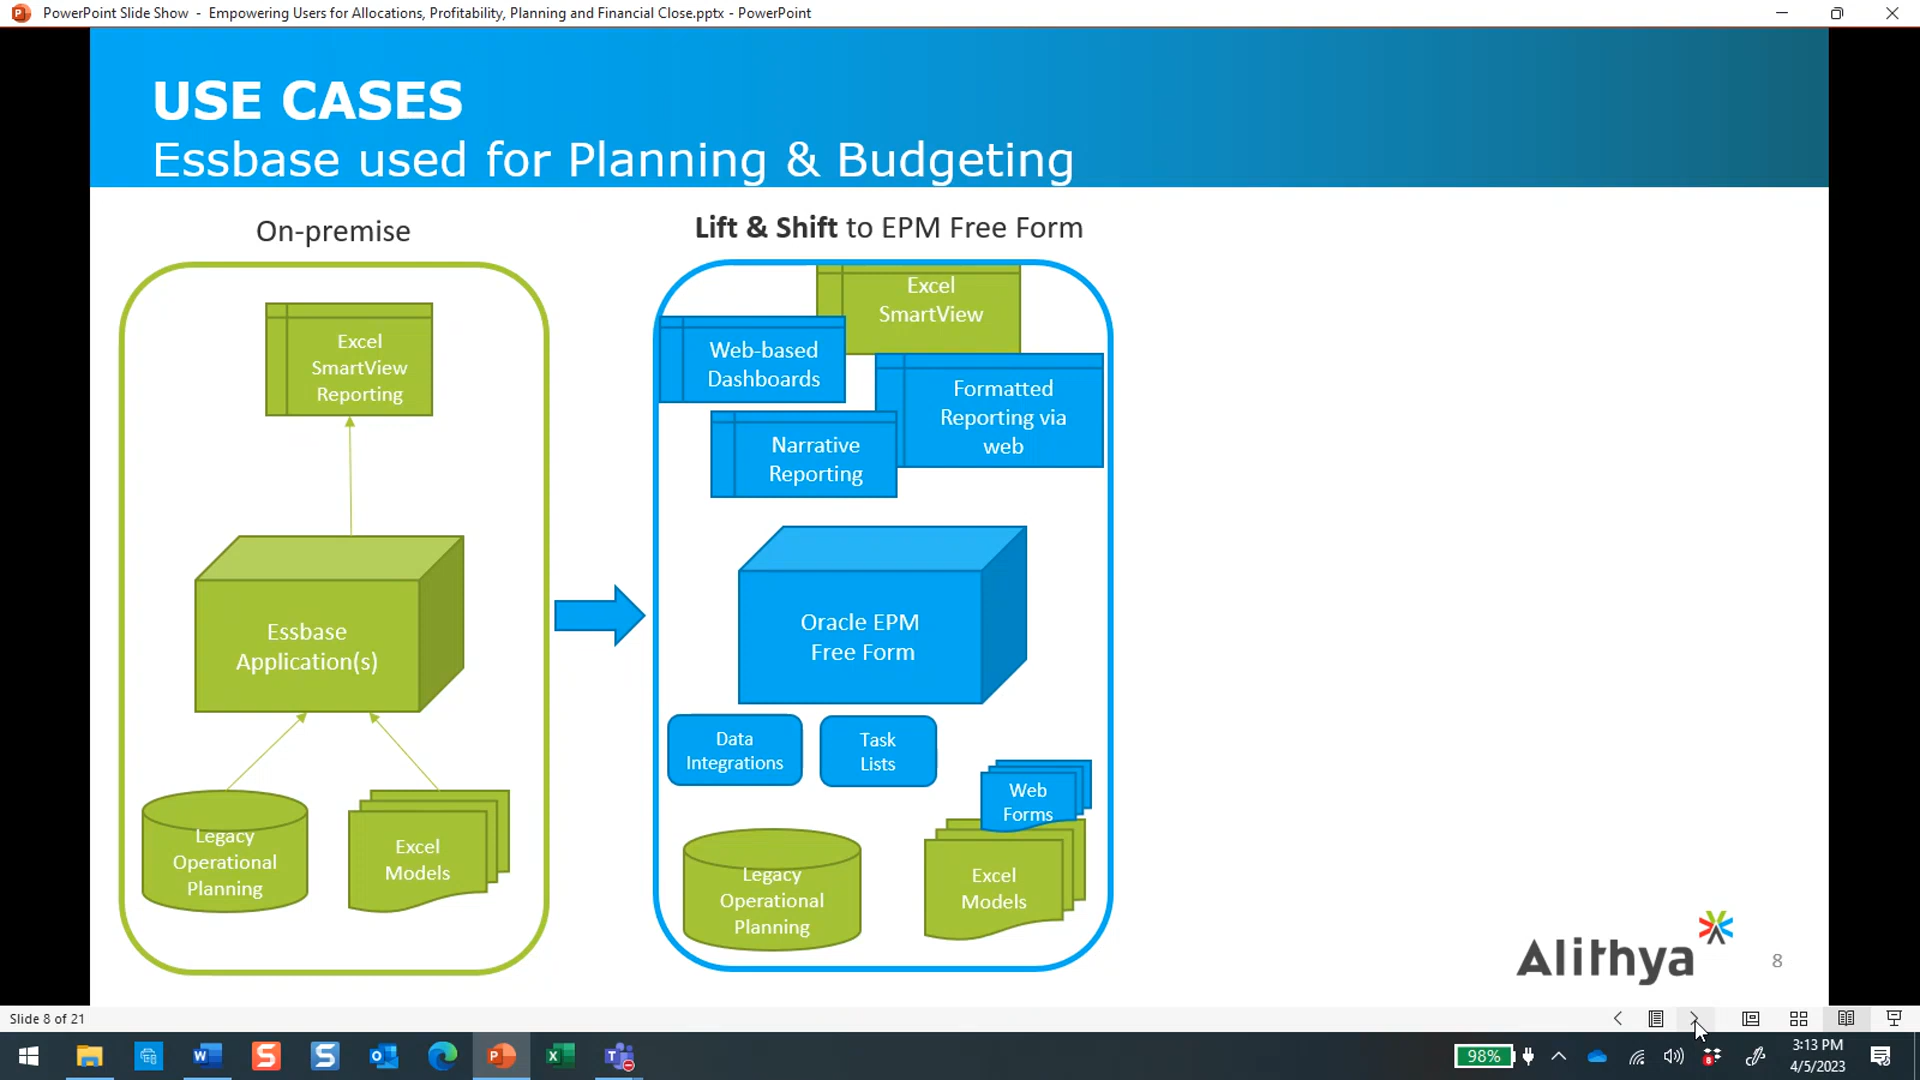 PowerPoint Slide Show - Empowering Users for Allocations, Profitability, Planning and Financial Close.pptx - PowerPoint
USE CASES
Essbase used for Planning & Budgeting
On-premise
Excel
SmartView
Reporting
Essbase
Application(s)
Legacy
Operational
Planning
Excel
Models
Lift & Shift to EPM Free Form
Excel
SmartView
Web-based
Dashboards
Formatted
Reporting via
web
Narrative
Reporting
Oracle EPM
Free Form
Data
Integrations
Task
Lists
Web
Forms
Legacy
Operational
Planning
Excel
Models
Alithya
8
Slide 8 of 21
98%
3:13 PM
4/5/2023